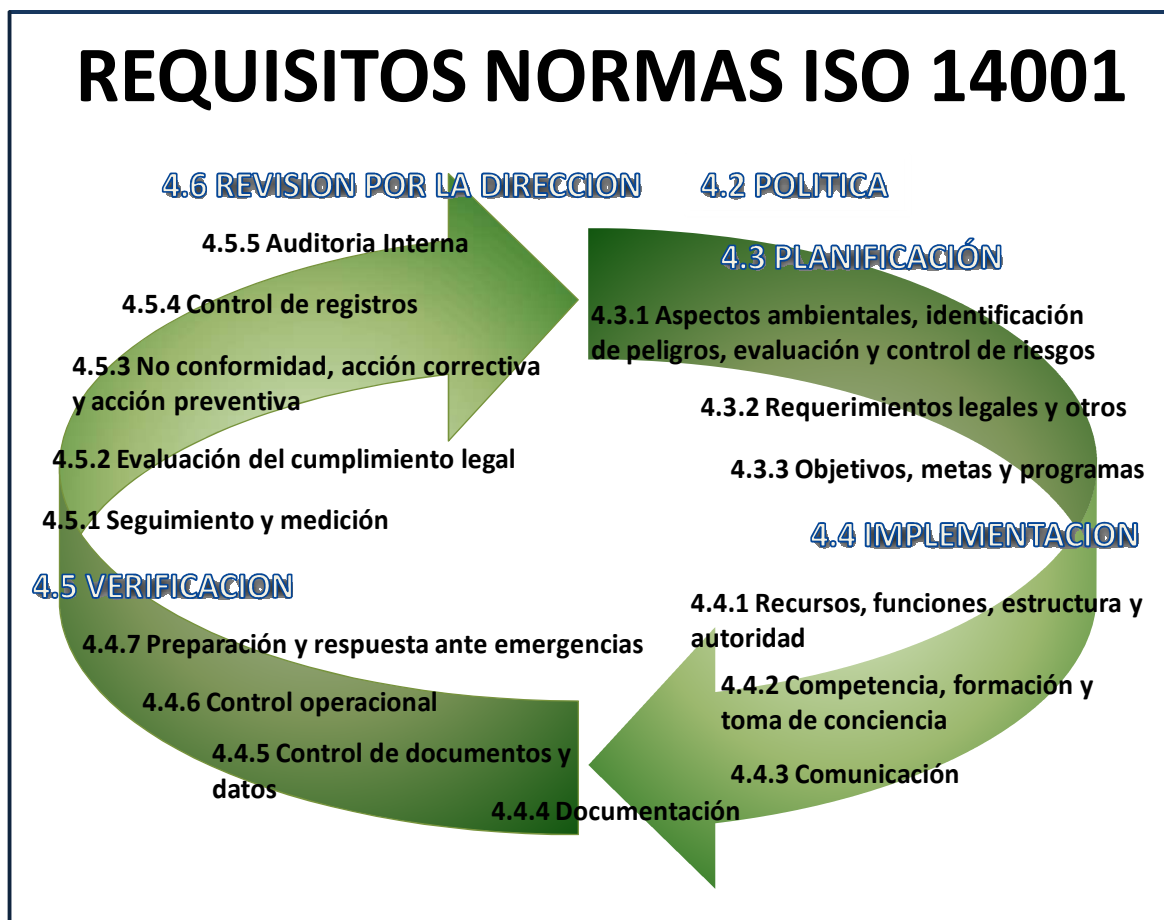 REQUISITOS NORMAS ISO 14001
4.6 REVISION POR LA DIRECCION
4.2 POLITICA
4.5.5 Auditoria Interna
4.3 PLANIFICACIÓN
4.5.4 Control de registros
4.3.1 Aspectos ambientales, identificación
de peligros, evaluación y control de riesgos
4.5.3 No conformidad, acción correctiva
y acción preventiva
4.3.2 Requerimientos legales y otros
4.5.2 Evaluación del cumplimiento legal
4.3.3 Objetivos, metas y programas
4.5.1 Seguimiento y medición
4.4 IMPLEMENTACION
4.5 VERIFICACION
4.4.1 Recursos, funciones, estructura y
autoridad
4.4.7 Preparación y respuesta ante emergencias
4.4.2 Competencia, formación y
toma de conciencia
4.4.6 Control operacional
4.4.5 Control de documentos y
datos
4.4.3 Comunicación
4.4.4 Documentación